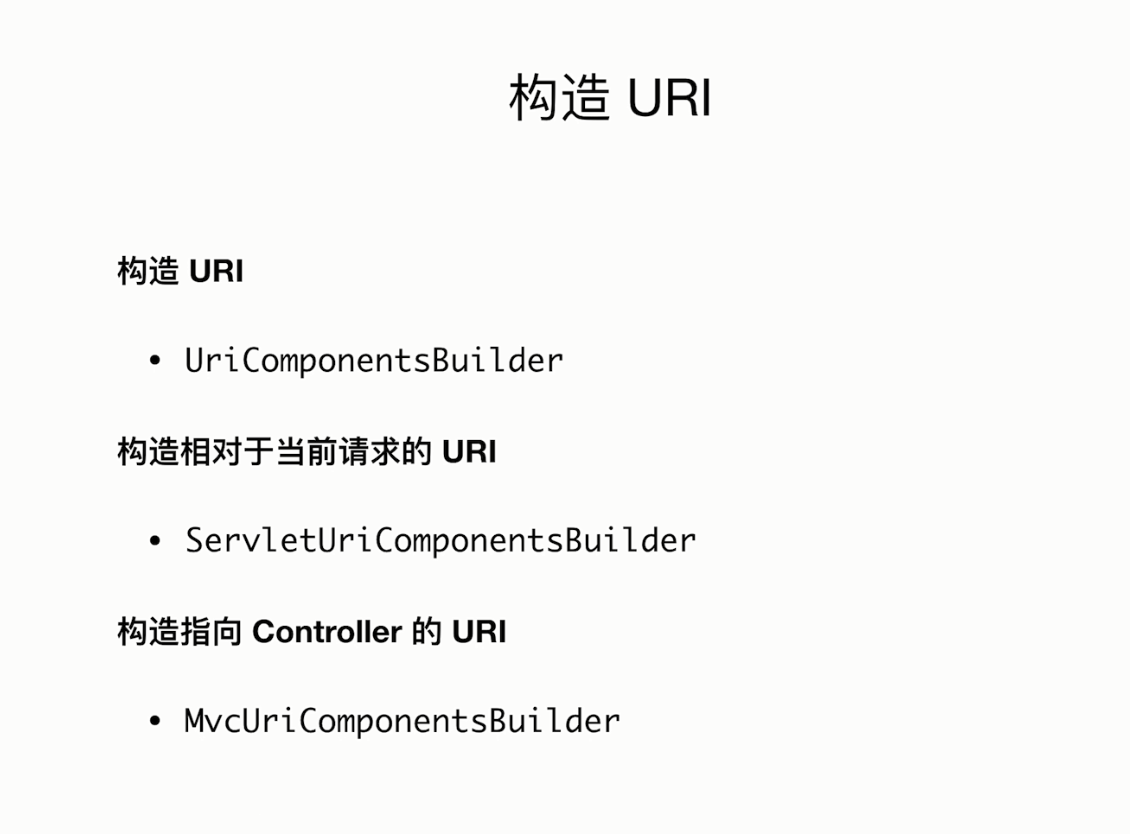 构造 URI
构造 URI
• UriComponentsBuilder
构造相对于当前请求的 URI
• ServletUriComponentsBuilder
构造指向 Controller 的 URI
• MvcUriComponentsBuilder